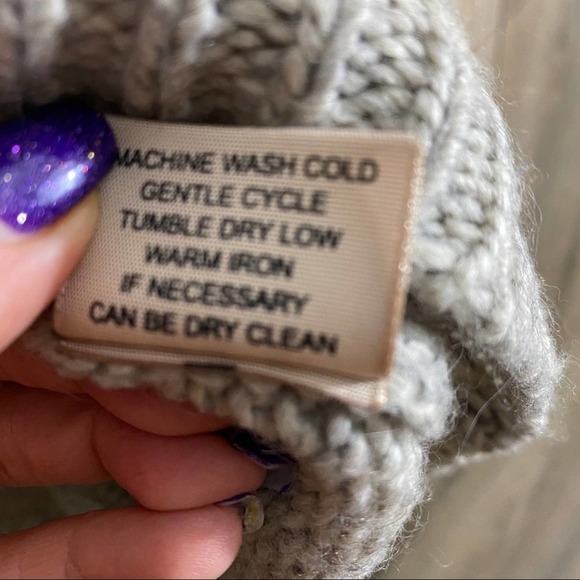 MACHINE WASH COLD
GENTLE CYCLE
TUMBLE DRY LOW
WARM IRON
IF NECESSARY
CAN BE DRY CLEAN